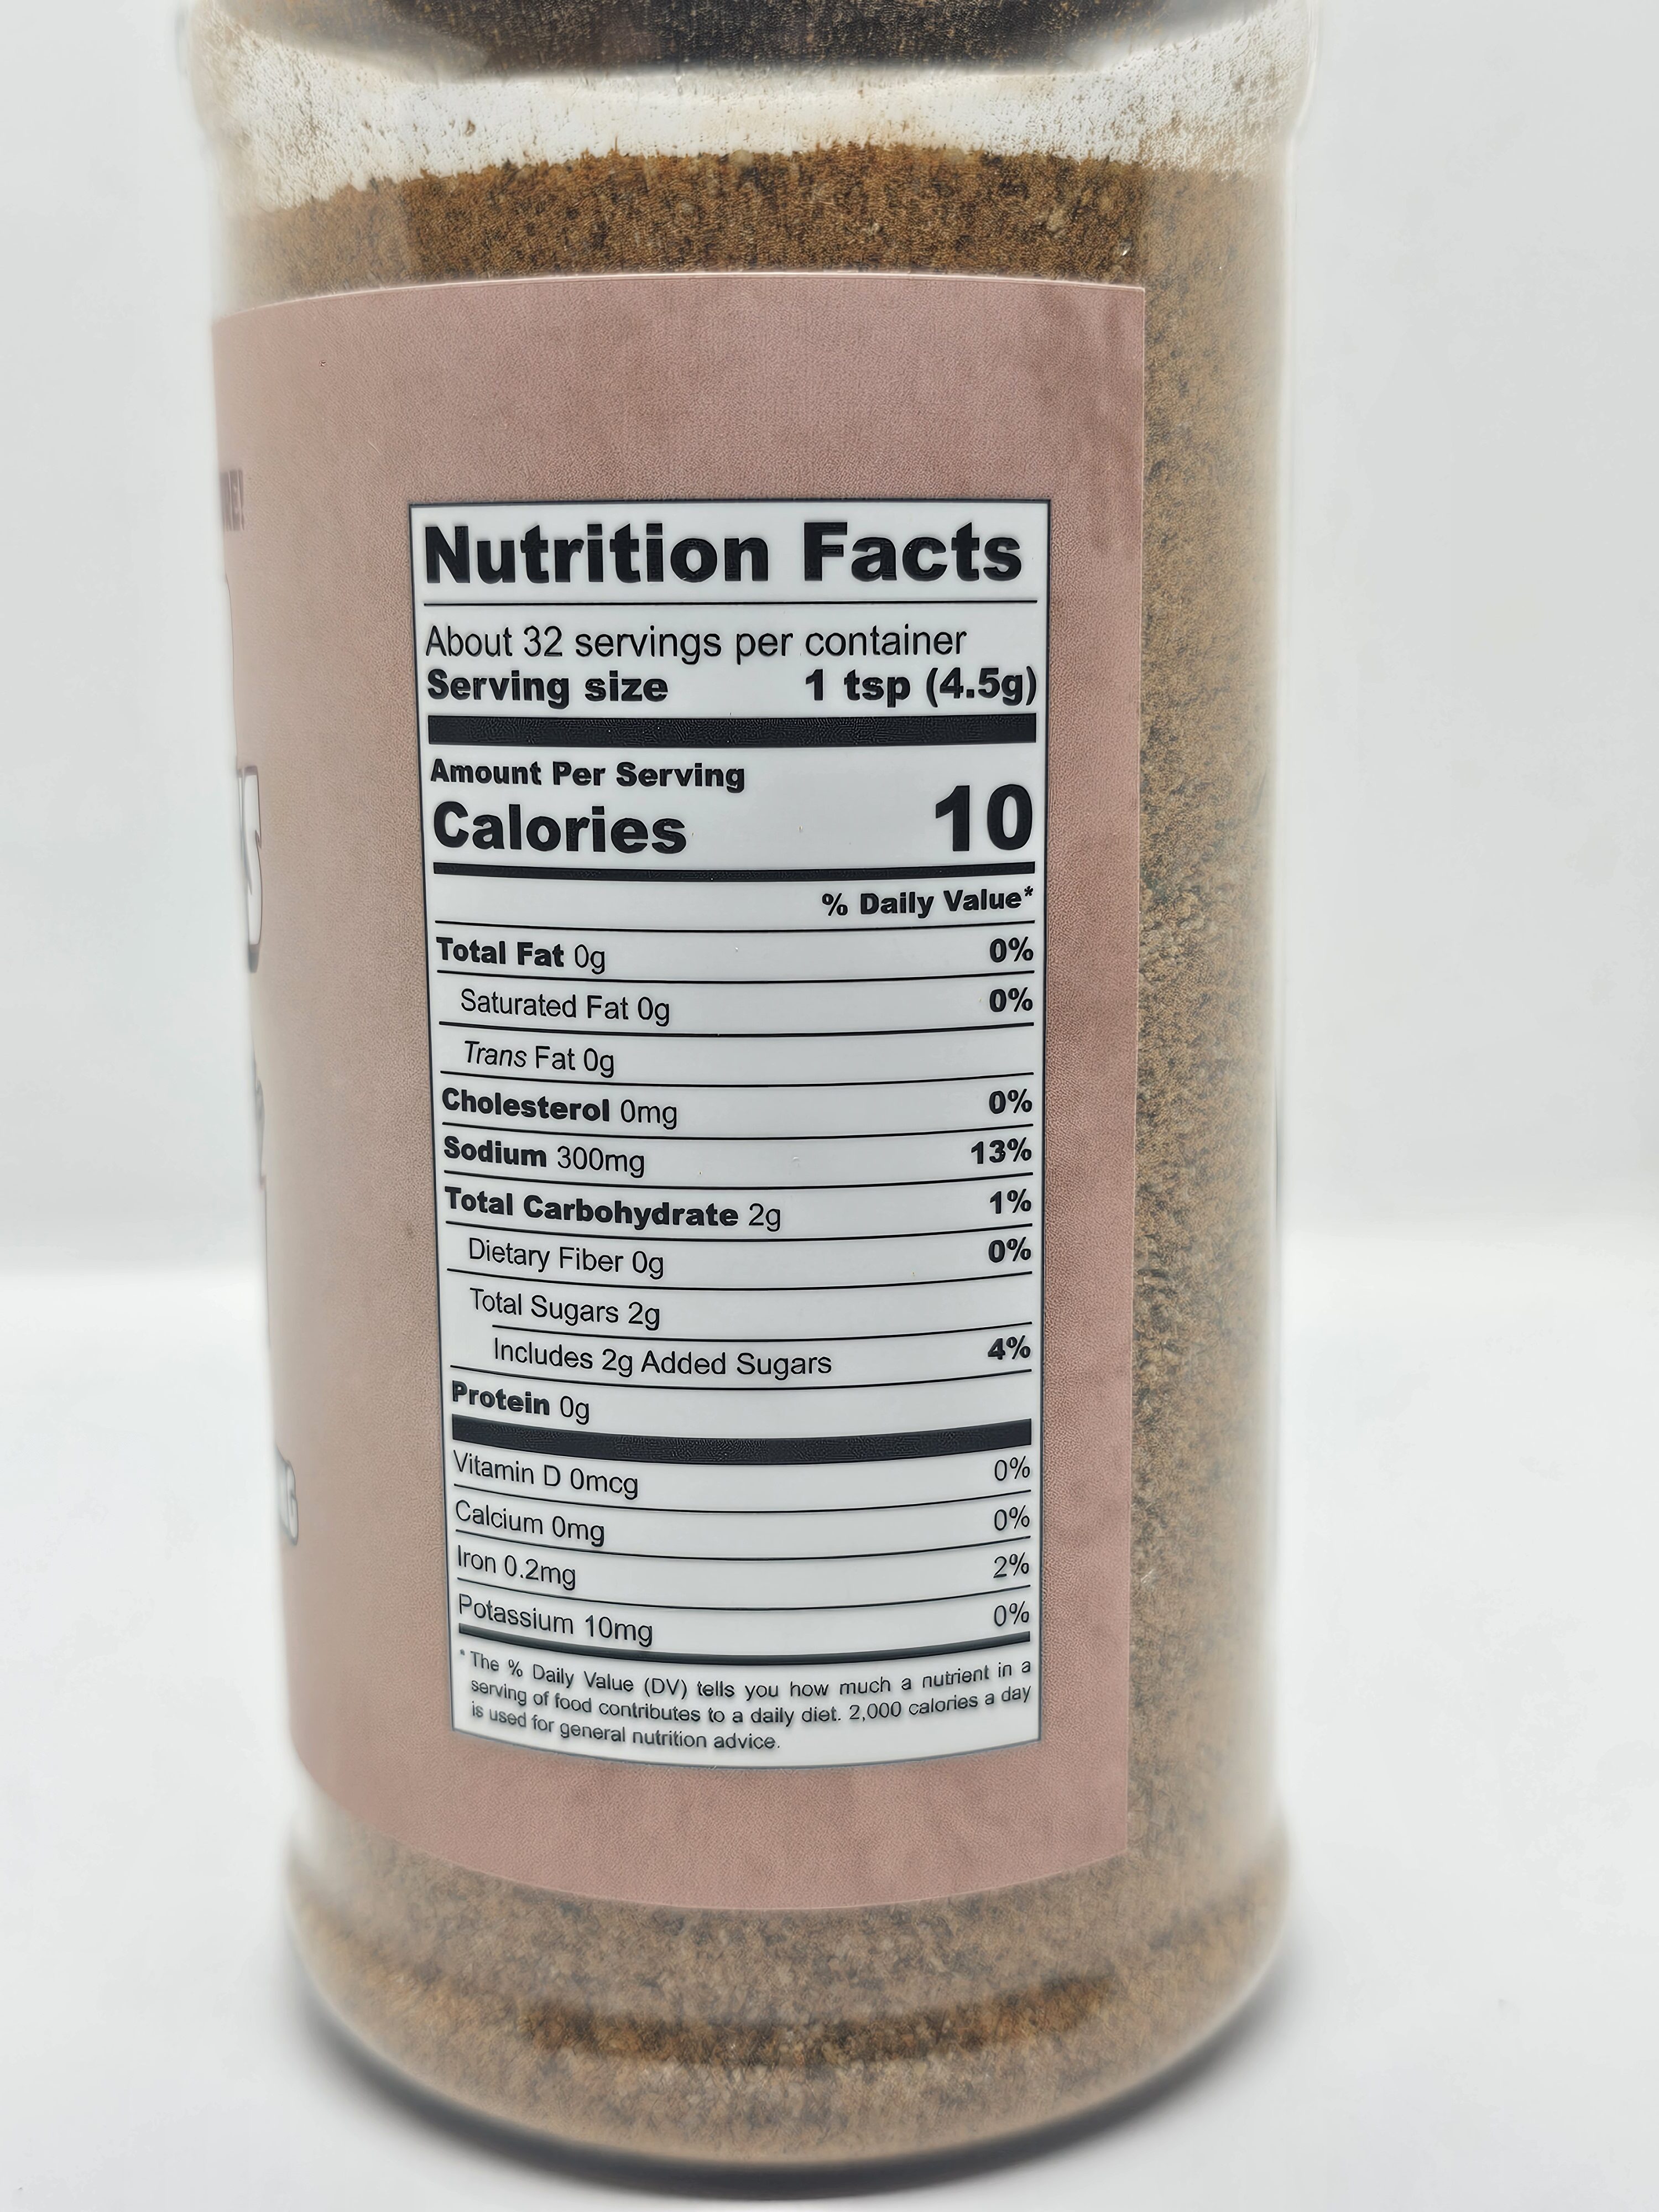 Nutrition Facts
About 32 servings per container
Serving size 1 tsp (4.5g)
Amount Per Serving
Calories 10
% Daily Value*
Total Fat 0g 0%
Saturated Fat 0g 0%
Trans Fat 0g
Cholesterol 0mg 0%
Sodium 300mg 13%
Total Carbohydrate 2g 1%
Dietary Fiber 0g 0%
Total Sugars 2g
Includes 2g Added Sugars 4%
Protein 0g
Vitamin D 0mcg 0%
Calcium 0mg 0%
Iron 0.2mg 2%
Potassium 10mg 0%
* The % Daily Value (DV) tells you how much a nutrient in a
serving of food contributes to a daily diet. 2,000 calories a day
is used for general nutrition advice.